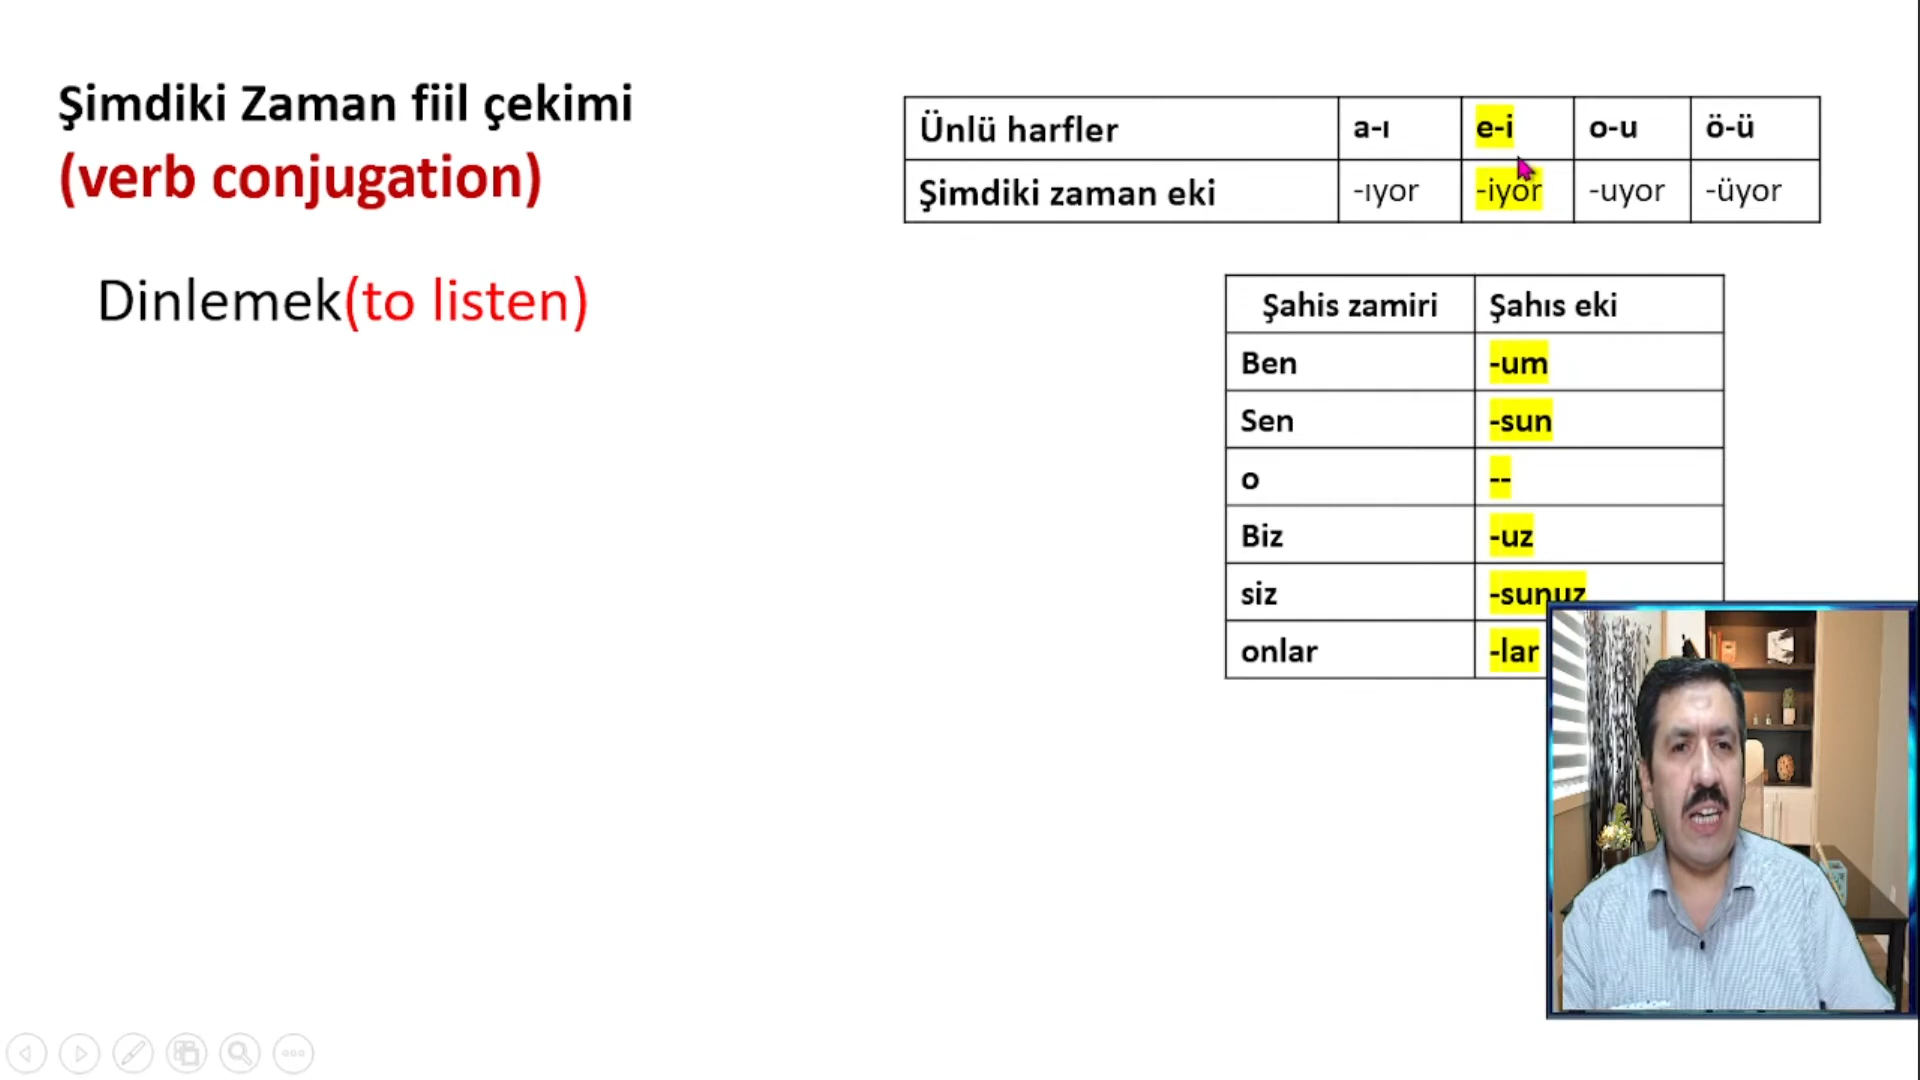 Şimdiki Zaman fiil çekimi
(verb conjugation)
Dinlemek(to listen)
Ünlü harfler a-ı e-i o-u ö-ü
Şimdiki zaman eki -ıyor -iyor -uyor -üyor
Şahis zamiri Şahıs eki
Ben -um
Sen -sun
o --
Biz -uz
siz -sunuz
onlar -lar